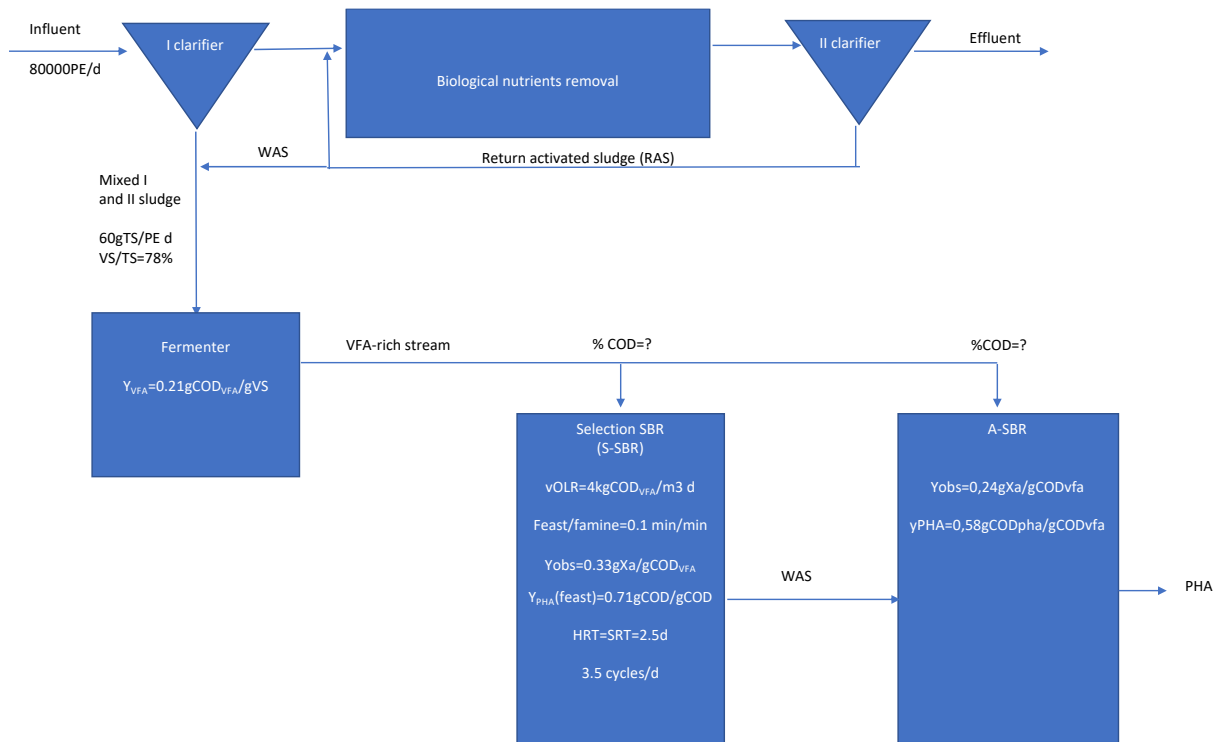 Influent
80000PE/d
I clarifier
Biological nutrients removal
II clarifier
Effluent
WAS
Return activated sludge (RAS)
Mixed I
and II sludge
60gTS/PE d
VS/TS=78%
Fermenter
YVFA=0.21gCODVFA/gVS
VFA-rich stream
% COD=?
%COD=?
Selection SBR
(S-SBR)
vOLR=4kgCODVFA/m3 d
Feast/famine=0.1 min/min
Yobs=0.33gXa/gCODVFA
YPHA(feast)=0.71gCOD/gCOD
HRT=SRT=2.5d
3.5 cycles/d
WAS
A-SBR
Yobs=0,24gXa/gCODvfa
yPHA=0,58gCODpha/gCODvfa
PHA